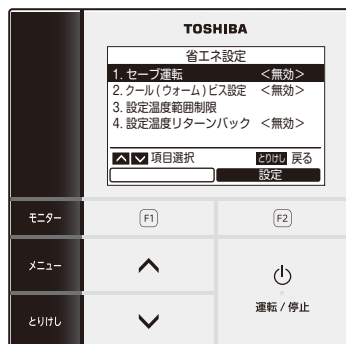 TOSHIBA
省エネ設定
1. セーブ運転 <無効>
2. クール(ウォーム)ビズ設定 <無効>
3. 設定温度範囲制限
4. 設定温度リターンバック <無効>
項目選択 とりけし 戻る
設定
モニター F1 F2
メニュー
運転 / 停止
とりけし